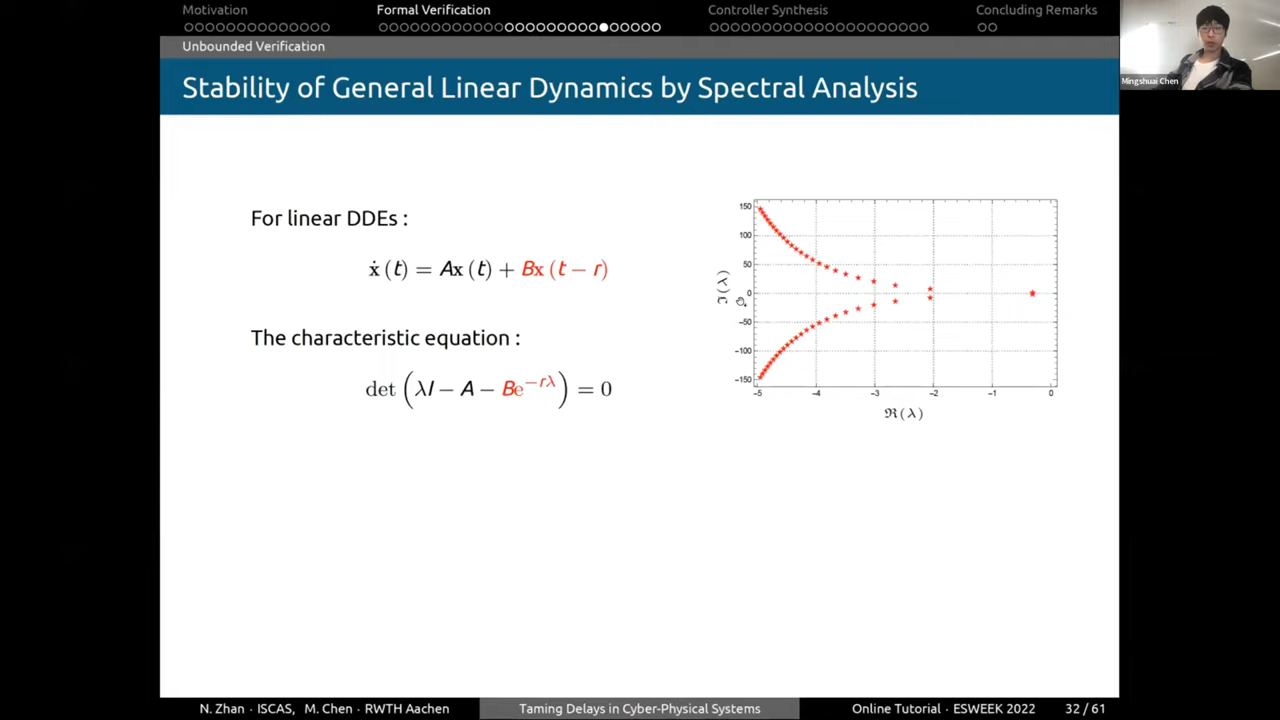 Motivation
Formal Verification
Controller Synthesis
Concluding Remarks
Mingshuai Chen
Unbounded Verification
Stability of General Linear Dynamics by Spectral Analysis
For linear DDEs :
ẋ (t) = Ax (t) + Bx (t − r)
The characteristic equation :
det (λI − A − Be^{−rλ}) = 0
150
100
50
0
−50
−100
−150
ℑ(λ)
−5 −4 −3 −2 −1 0
ℜ(λ)
N. Zhan · ISCAS, M. Chen · RWTH Aachen
Taming Delays in Cyber-Physical Systems
Online Tutorial · ESWEEK 2022
32 / 61